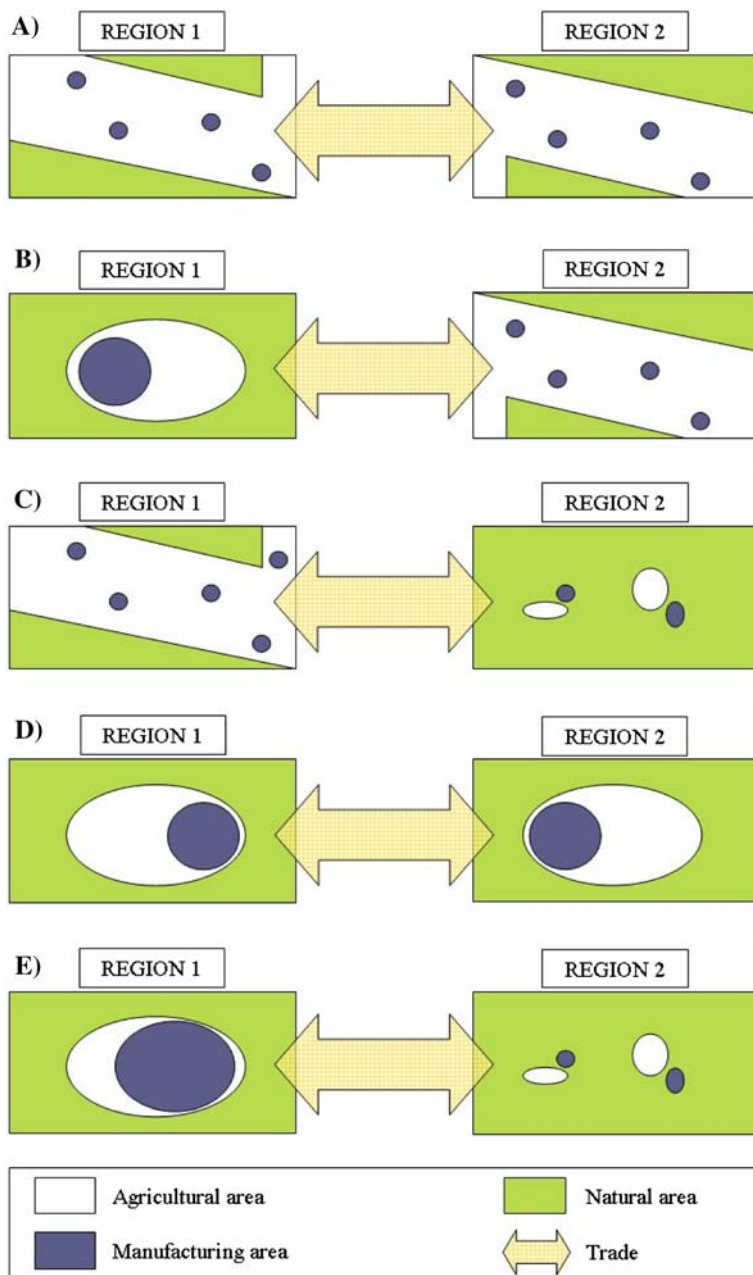 A)
REGION 1 REGION 2
B)
REGION 1 REGION 2
C)
REGION 1 REGION 2
D)
REGION 1 REGION 2
E)
REGION 1 REGION 2
Agricultural area Natural area
Manufacturing area Trade